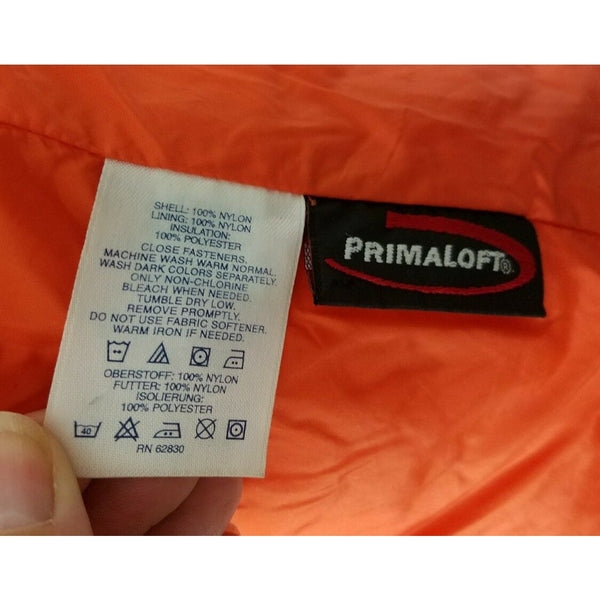 SHELL: 100% NYLON
LINING: 100% NYLON
INSULATION:
100% POLYESTER
CLOSE FASTENERS.
MACHINE WASH WARM NORMAL.
WASH DARK COLORS SEPARATELY.
ONLY NON-CHLORINE
BLEACH WHEN NEEDED.
TUMBLE DRY LOW.
REMOVE PROMPTLY.
DO NOT USE FABRIC SOFTENER.
WARM IRON IF NEEDED.
OBERSTOFF: 100% NYLON
FUTTER: 100% NYLON
ISOLIERUNG:
100% POLYESTER
40
RN 62830
PRIMALOFT®